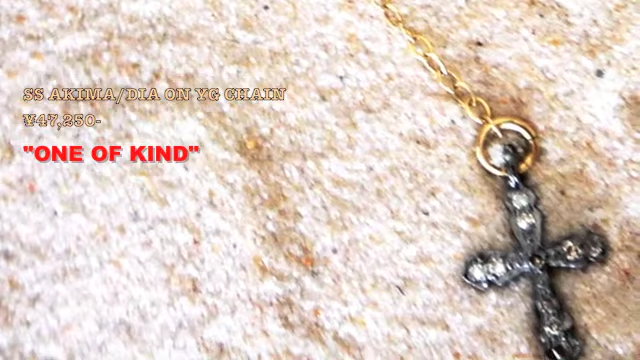 SS AKIMA/DIA ON YG CHAIN
¥47,250-
"ONE OF KIND"